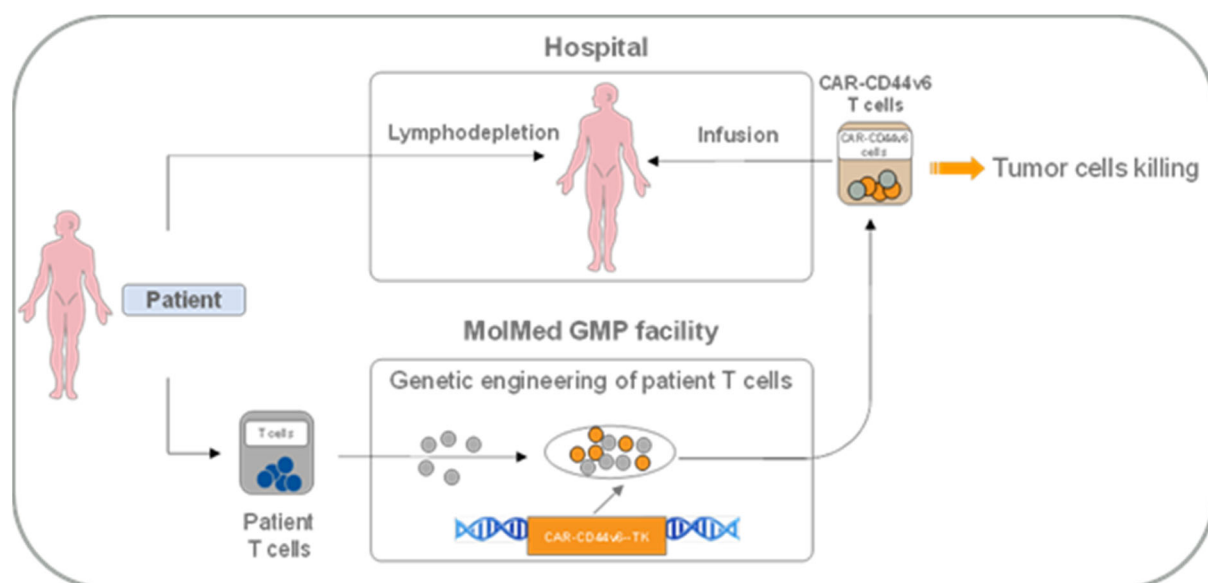 Hospital
CAR-CD44v6
T cells
Lymphodepletion
Infusion
CAR-CD44v6
cells
Tumor cells killing
Patient
MolMed GMP facility
Genetic engineering of patient T cells
T cells
Patient
T cells
CAR-CD44v6--TK